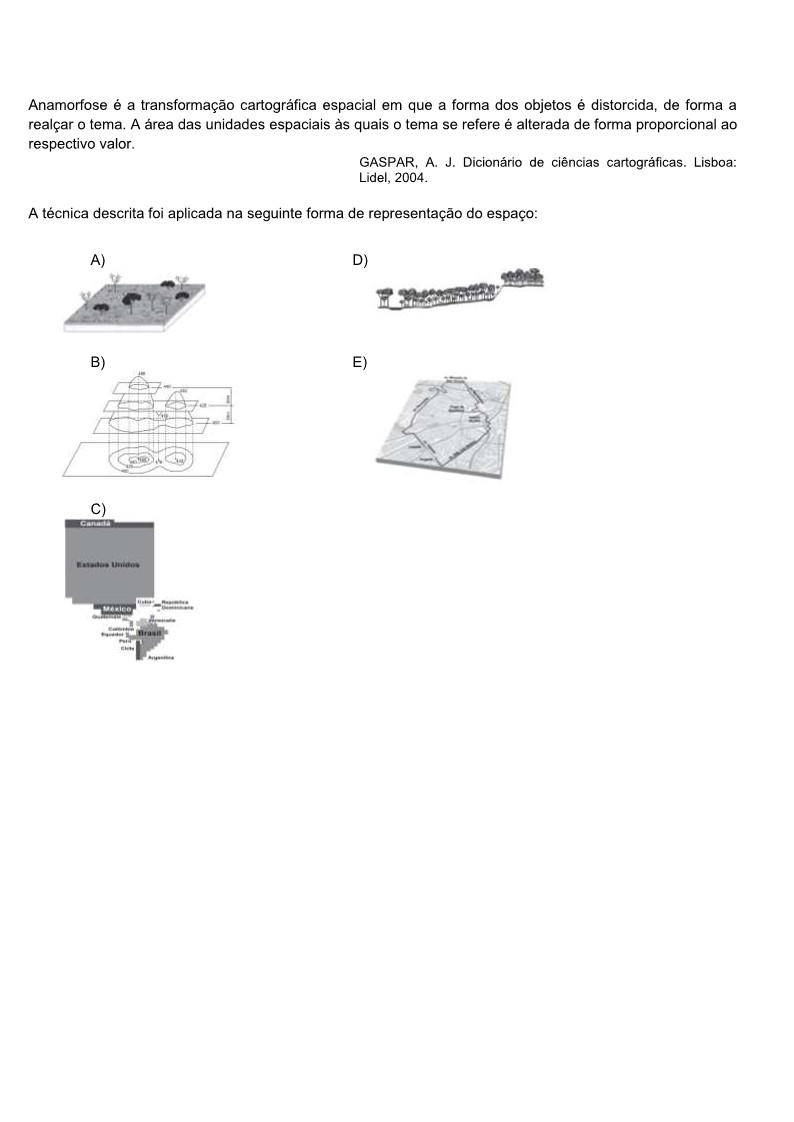 Anamorfose é a transformação cartográfica espacial em que a forma dos objetos é distorcida, de forma a
realçar o tema. A área das unidades espaciais às quais o tema se refere é alterada de forma proporcional ao
respectivo valor.
GASPAR, A. J. Dicionário de ciências cartográficas. Lisboa:
Lidel, 2004.
A técnica descrita foi aplicada na seguinte forma de representação do espaço:
A)
D)
B)
E)
C)
Canadá
Estados Unidos
Cuba
República
Dominicana
México
Guatemala
Venezuela
Colômbia
Equador
Brasil
Peru
Chile
Argentina